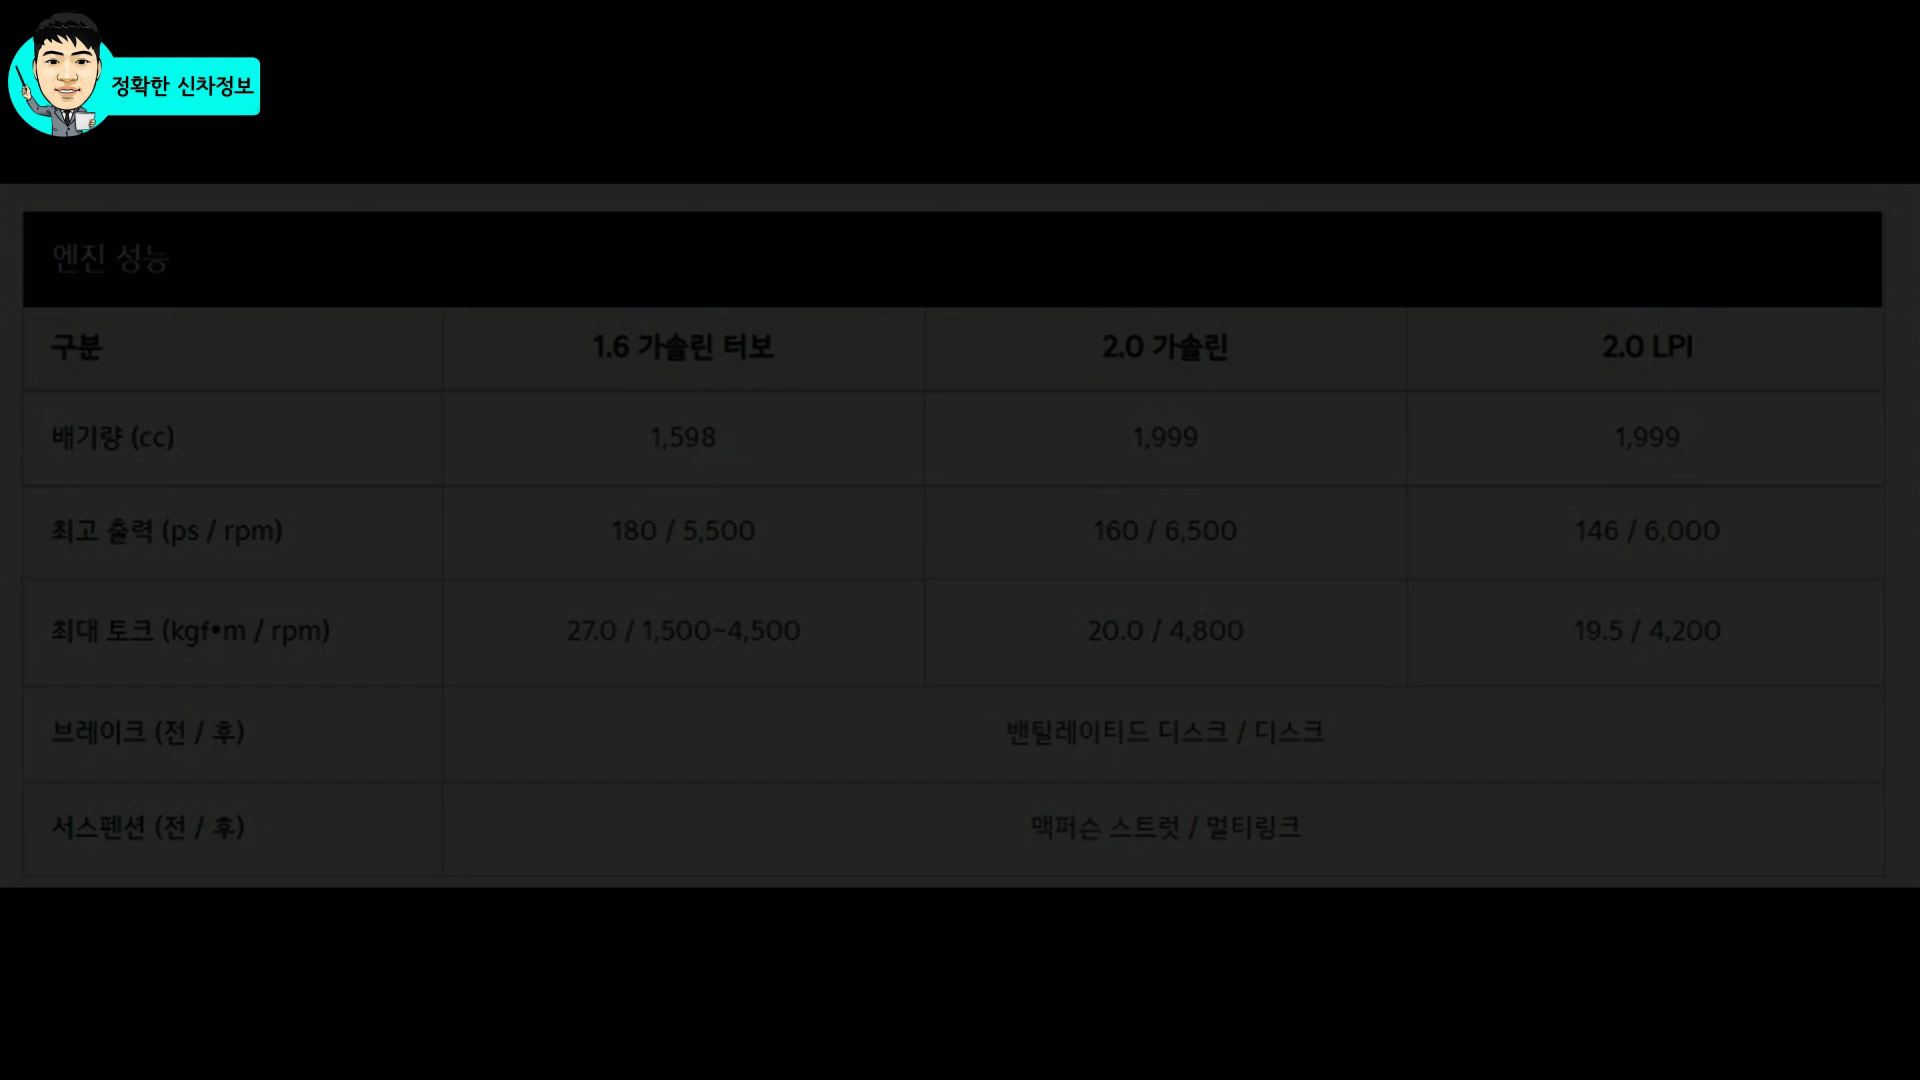 정확한 신차정보
엔진 성능
구분 1.6 가솔린 터보 2.0 가솔린 2.0 LPI
배기량 (cc) 1,598 1,999 1,999
최고 출력 (ps / rpm) 180 / 5,500 160 / 6,500 146 / 6,000
최대 토크 (kgf•m / rpm) 27.0 / 1,500~4,500 20.0 / 4,800 19.5 / 4,200
브레이크 (전 / 후) 밴틸레이티드 디스크 / 디스크
서스펜션 (전 / 후) 맥퍼슨 스트럿 / 멀티링크